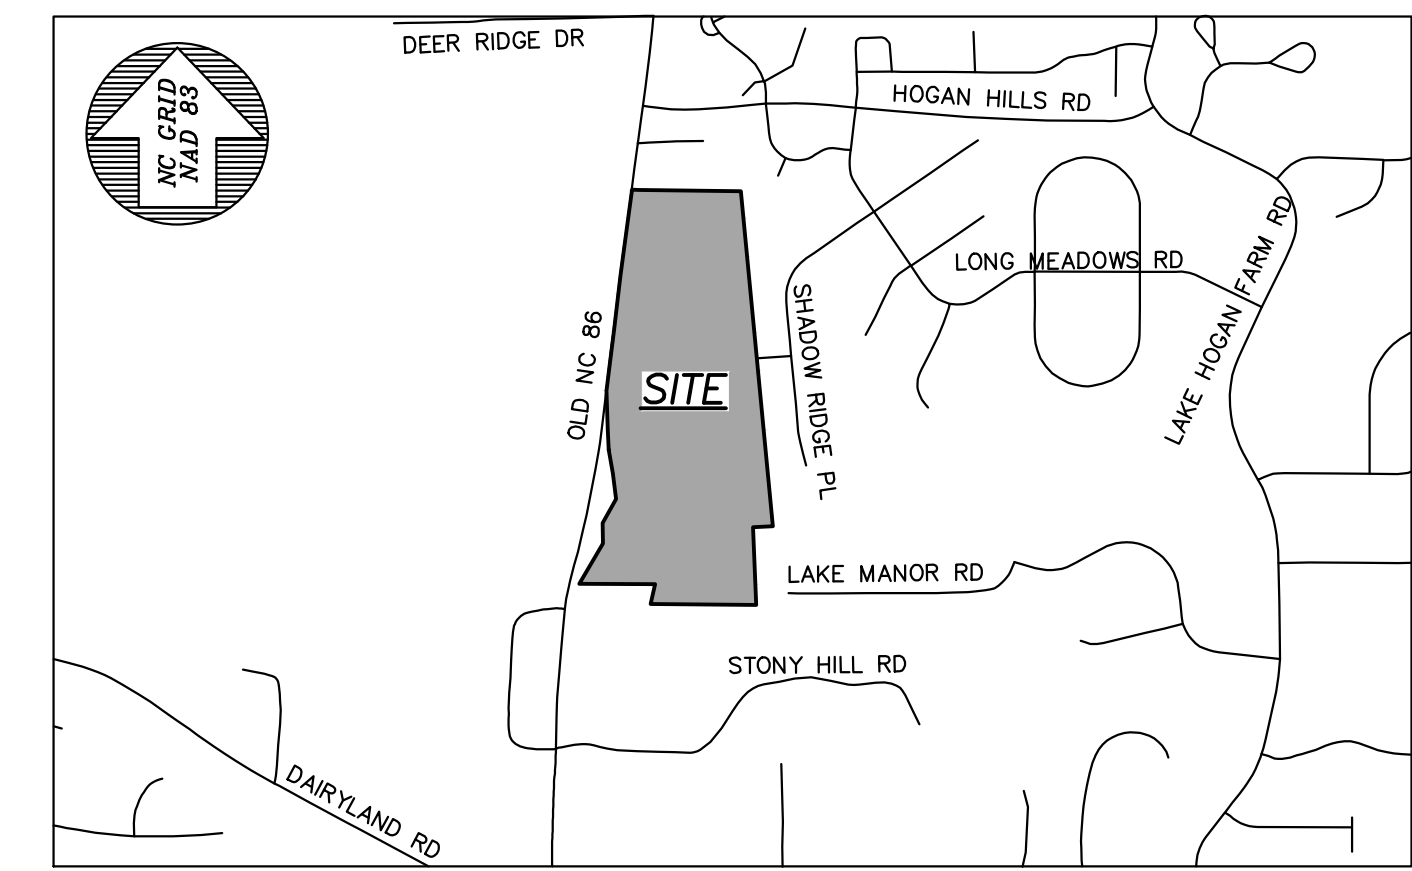 DEER RIDGE DR
NC GRID
NAD 83
HOGAN HILLS RD
LONG MEADOWS RD
LAKE HOGAN FARM RD
SHADOW RIDGE PL
OLD NC 86
SITE
LAKE MANOR RD
STONY HILL RD
DAIRYLAND RD